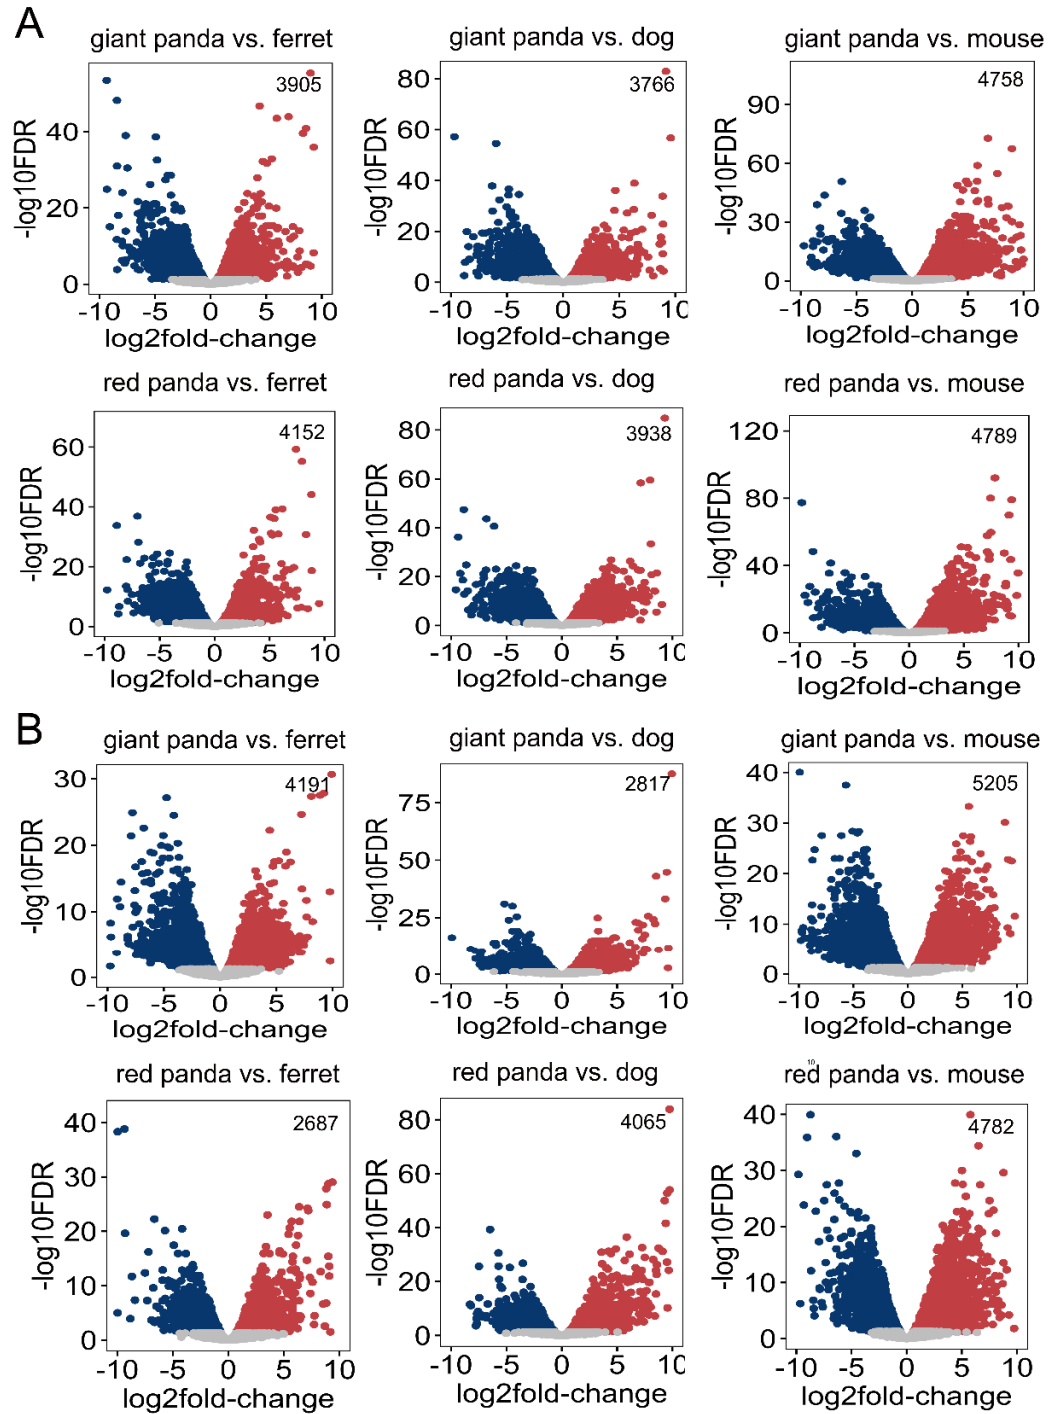 A
giant panda vs. ferret
giant panda vs. dog
giant panda vs. mouse
3905
3766
4758
-log10FDR
40
20
0
-10 -5 0 5 10
log2fold-change
-log10FDR
80
60
40
20
0
-10 -5 0 5 10
log2fold-change
-log10FDR
90
60
30
0
-10 -5 0 5 10
log2fold-change
red panda vs. ferret
red panda vs. dog
red panda vs. mouse
4152
3938
4789
-log10FDR
60
40
20
0
-10 -5 0 5 10
log2fold-change
-log10FDR
80
60
40
20
0
-10 -5 0 5 10
log2fold-change
-log10FDR
120
80
40
0
-10 -5 0 5 10
log2fold-change
B
giant panda vs. ferret
giant panda vs. dog
giant panda vs. mouse
4191
2817
5205
-log10FDR
30
20
10
0
-10 -5 0 5 10
log2fold-change
-log10FDR
75
50
25
0
-10 -5 0 5 10
log2fold-change
-log10FDR
40
30
20
10
0
-10 -5 0 5 10
log2fold-change
red panda vs. ferret
red panda vs. dog
10
red panda vs. mouse
2687
4065
4782
-log10FDR
40
30
20
10
0
-10 -5 0 5 10
log2fold-change
-log10FDR
80
60
40
20
0
-10 -5 0 5 10
log2fold-change
-log10FDR
40
30
20
10
0
-10 -5 0 5 10
log2fold-change